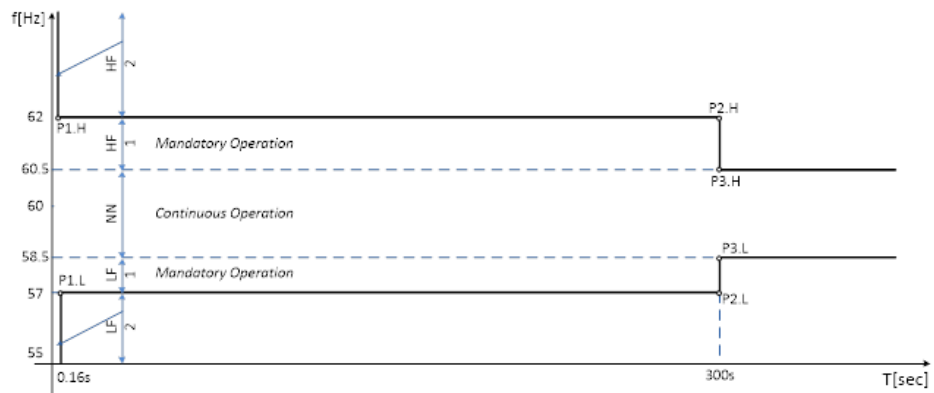 f[Hz]
HF 2
62
P1.H
P2.H
HF 1
Mandatory Operation
60.5
P3.H
60
NN
Continuous Operation
58.5
P3.L
LF 1
Mandatory Operation
P1.L
57
P2.L
LF 2
55
0.16s
300s
T[sec]